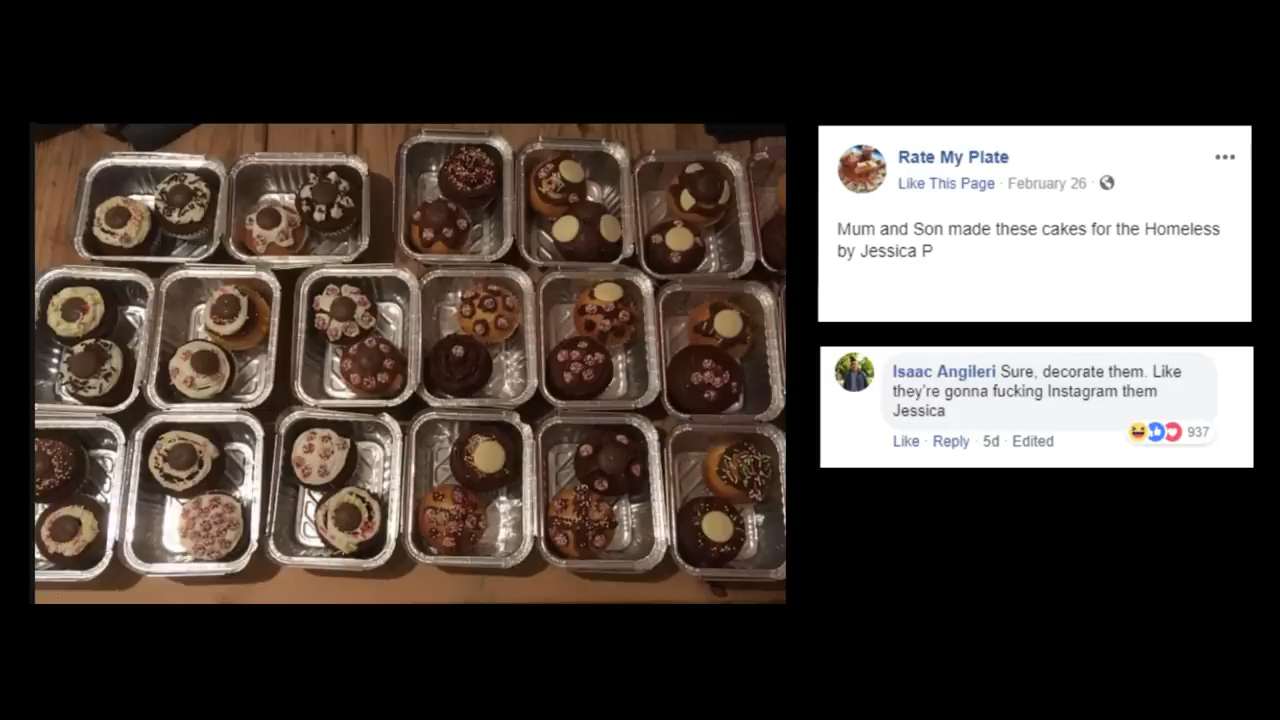 Rate My Plate
Like This Page · February 26 ·
Mum and Son made these cakes for the Homeless
by Jessica P
Isaac Angileri Sure, decorate them. Like
they're gonna fucking Instagram them
Jessica
Like · Reply · 5d · Edited
937